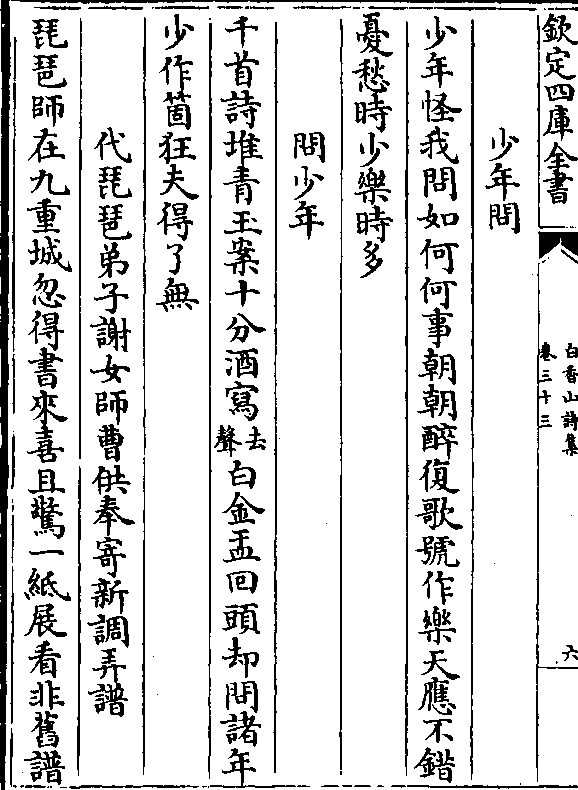 欽定四庫全書
白香山詩集
卷三十三
六
少年問
少年怪我問如何何事朝朝醉復歌號作樂天應不錯
憂愁時少樂時多
問少年
千首詩堆青玉案十分酒寫去聲白金盂回頭却問諸年
少作箇狂夫得了無
代琵琶弟子謝女師曹供奉寄新調弄譜
琵琶師在九重城忽得書來喜且驚一紙展看非舊譜